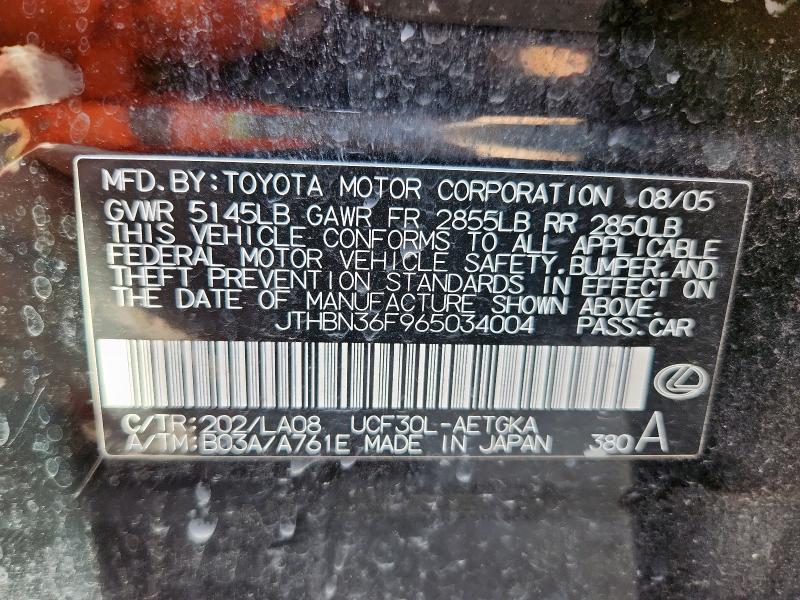 MFD.BY:TOYOTA MOTOR CORPORATION 08/05
GVWR 5145LB GAWR FR 2855LB RR 2850LB
THIS VEHICLE CONFORMS TO ALL APPLICABLE
FEDERAL MOTOR VEHICLE SAFETY.BUMPER.AND
THEFT PREVENTION STANDARDS IN EFFECT ON
THE DATE OF MANUFACTURE SHOWN ABOVE.
JTHBN36F965034004 PASS.CAR
C/TR:202/LA08 UCF30L-AETGKA
A/TM:B03A/A761E MADE IN JAPAN 380 A